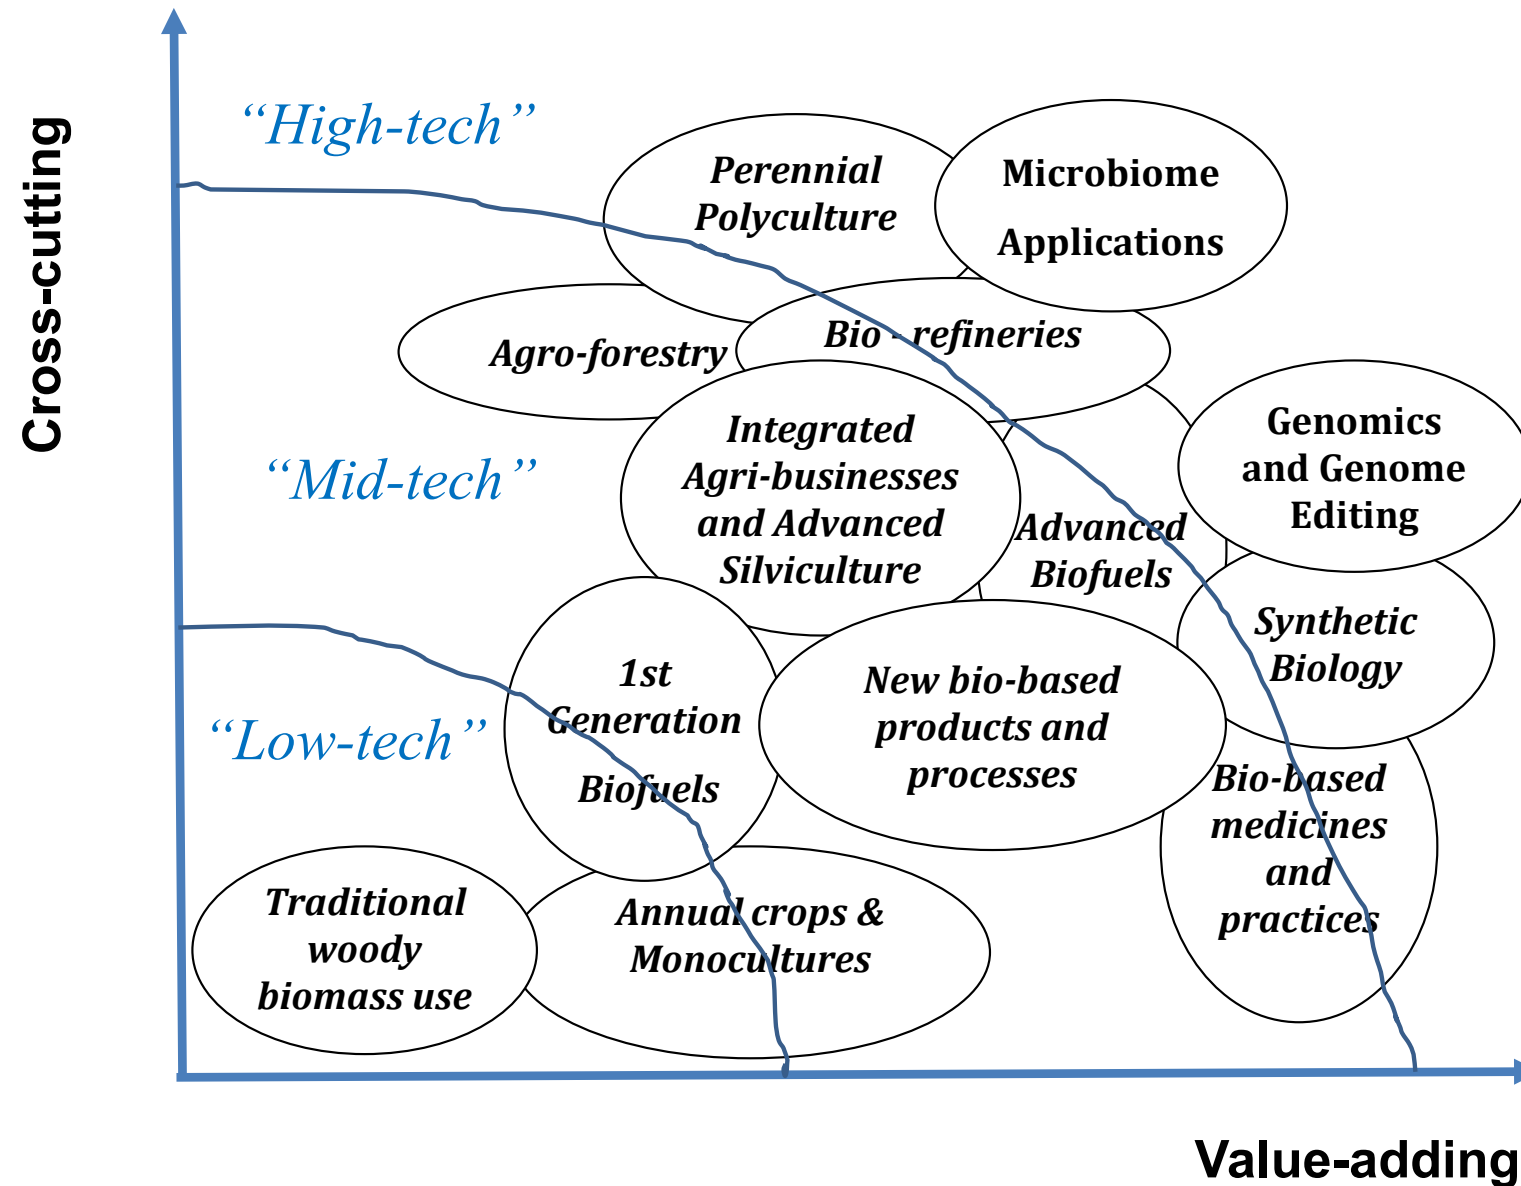 Cross-cutting
“High-tech”
Perennial
Polyculture
Microbiome
Applications
Agro-forestry
Bio - refineries
“Mid-tech”
Integrated
Agri-businesses
and Advanced
Silviculture
Genomics
and Genome
Editing
Advanced
Biofuels
Synthetic
Biology
“Low-tech”
1st
Generation
Biofuels
New bio-based
products and
processes
Bio-based
medicines
and
practices
Traditional
woody
biomass use
Annual crops &
Monocultures
Value-adding